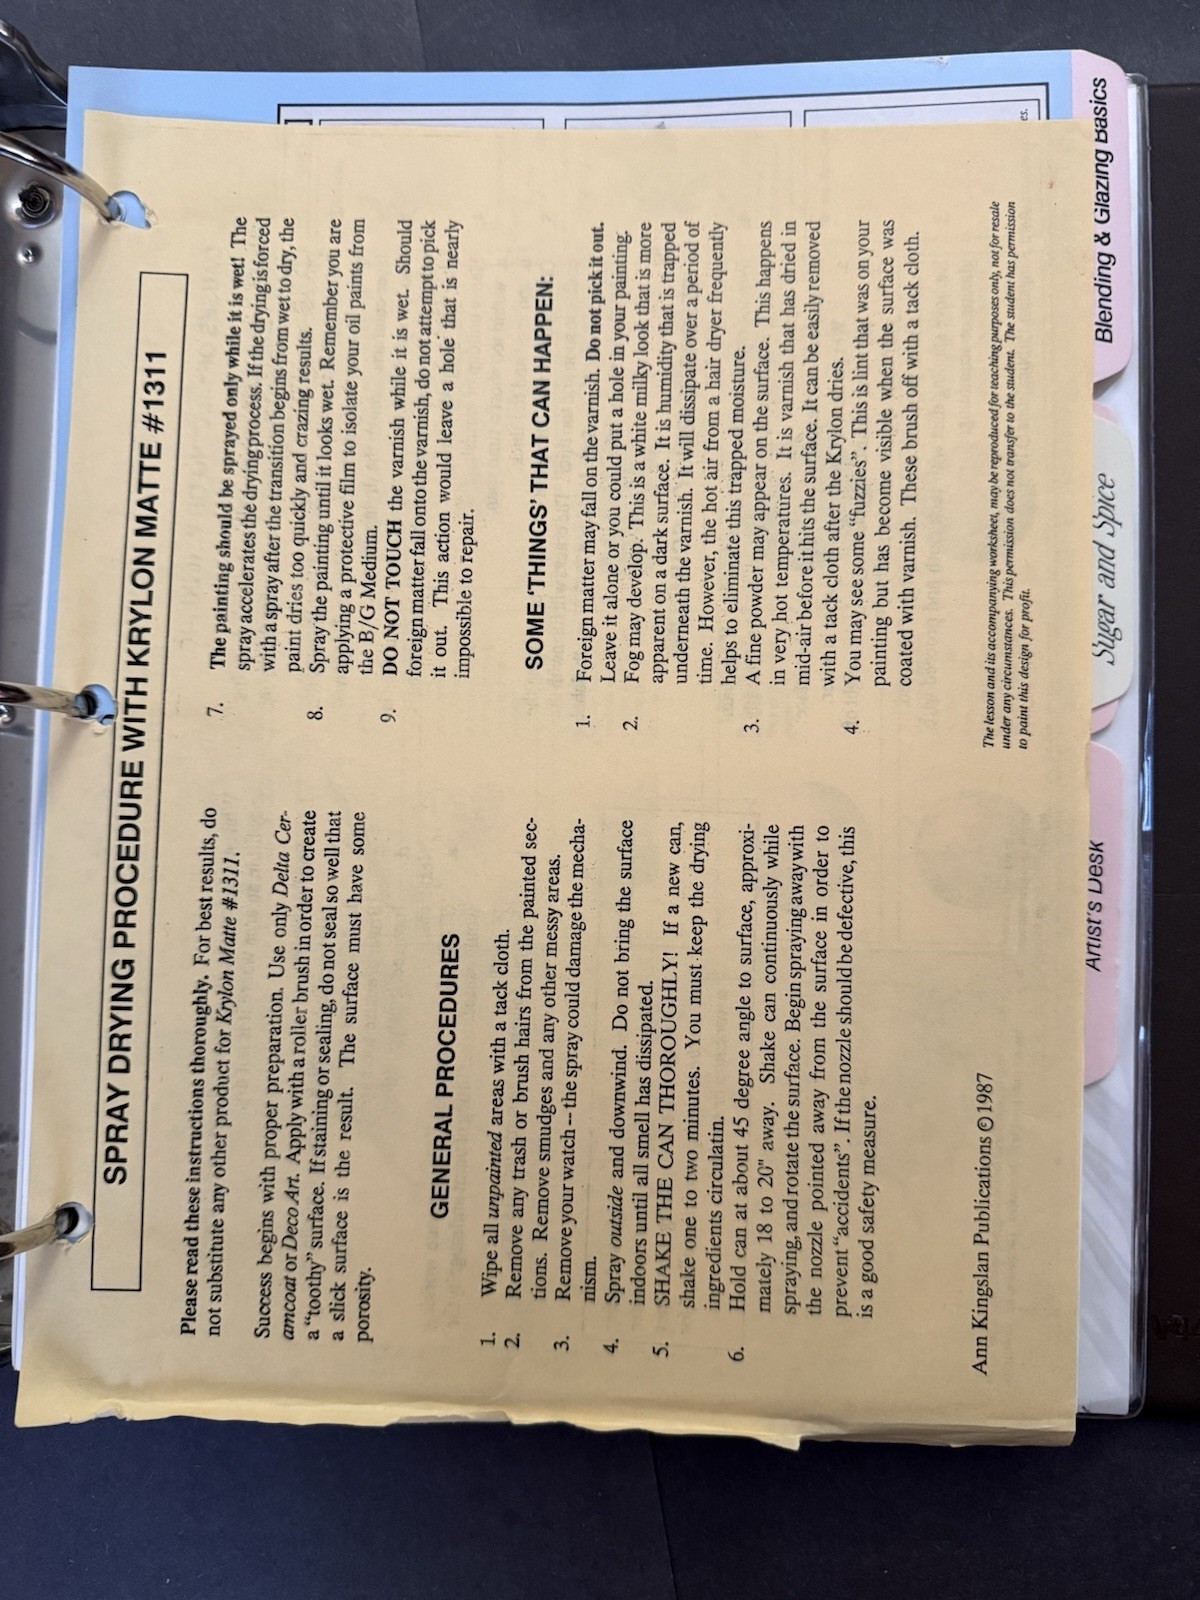 SPRAY DRYING PROCEDURE WITH KRYLON MATTE #1311
Please read these instructions thoroughly. For best results, do
not substitute any other product for Krylon Matte #1311.
Success begins with proper preparation. Use only Delta Cer-
amcoat or Deco Art. Apply with a roller brush in order to create
a "toothy" surface. If staining or sealing, do not seal so well that
a slick surface is the result. The surface must have some
porosity.
GENERAL PROCEDURES
1. Wipe all unpainted areas with a tack cloth.
2. Remove any trash or brush hairs from the painted sec-
tions. Remove smudges and any other messy areas.
3. Remove your watch -- the spray could damage the mecha-
nism.
4. Spray outside and downwind. Do not bring the surface
indoors until all smell has dissipated.
5. SHAKE THE CAN THOROUGHLY! If a new can,
shake one to two minutes. You must keep the drying
ingredients circulatin.
6. Hold can at about 45 degree angle to surface, approxi-
mately 18 to 20" away. Shake can continuously while
spraying, and rotate the surface. Begin spraying away with
the nozzle pointed away from the surface in order to
prevent "accidents". If the nozzle should be defective, this
is a good safety measure.
Ann Kingslan Publications ©1987
7. The painting should be sprayed only while it is wet! The
spray accelerates the drying process. If the drying is forced
with a spray after the transition begins from wet to dry, the
paint dries too quickly and crazing results.
8. Spray the painting until it looks wet. Remember you are
applying a protective film to isolate your oil paints from
the B/G Medium.
9. DO NOT TOUCH the varnish while it is wet. Should
foreign matter fall onto the varnish, do not attempt to pick
it out. This action would leave a hole that is nearly
impossible to repair.
SOME 'THINGS' THAT CAN HAPPEN:
1. Foreign matter may fall on the varnish. Do not pick it out.
Leave it alone or you could put a hole in your painting.
2. Fog may develop. This is a white milky look that is more
apparent on a dark surface. It is humidity that is trapped
underneath the varnish. It will dissipate over a period of
time. However, the hot air from a hair dryer frequently
helps to eliminate this trapped moisture.
3. A fine powder may appear on the surface. This happens
in very hot temperatures. It is varnish that has dried in
mid-air before it hits the surface. It can be easily removed
with a tack cloth after the Krylon dries.
4. You may see some "fuzzies". This is lint that was on your
painting but has become visible when the surface was
coated with varnish. These brush off with a tack cloth.
The lesson and its accompanying worksheet, may be reproduced for teaching purposes only, not for resale
under any circumstances. This permission does not transfer to the student. The student has permission
to paint this design for profit.
es.
Artist's Desk
Sugar and Spice
Blending & Glazing Basics